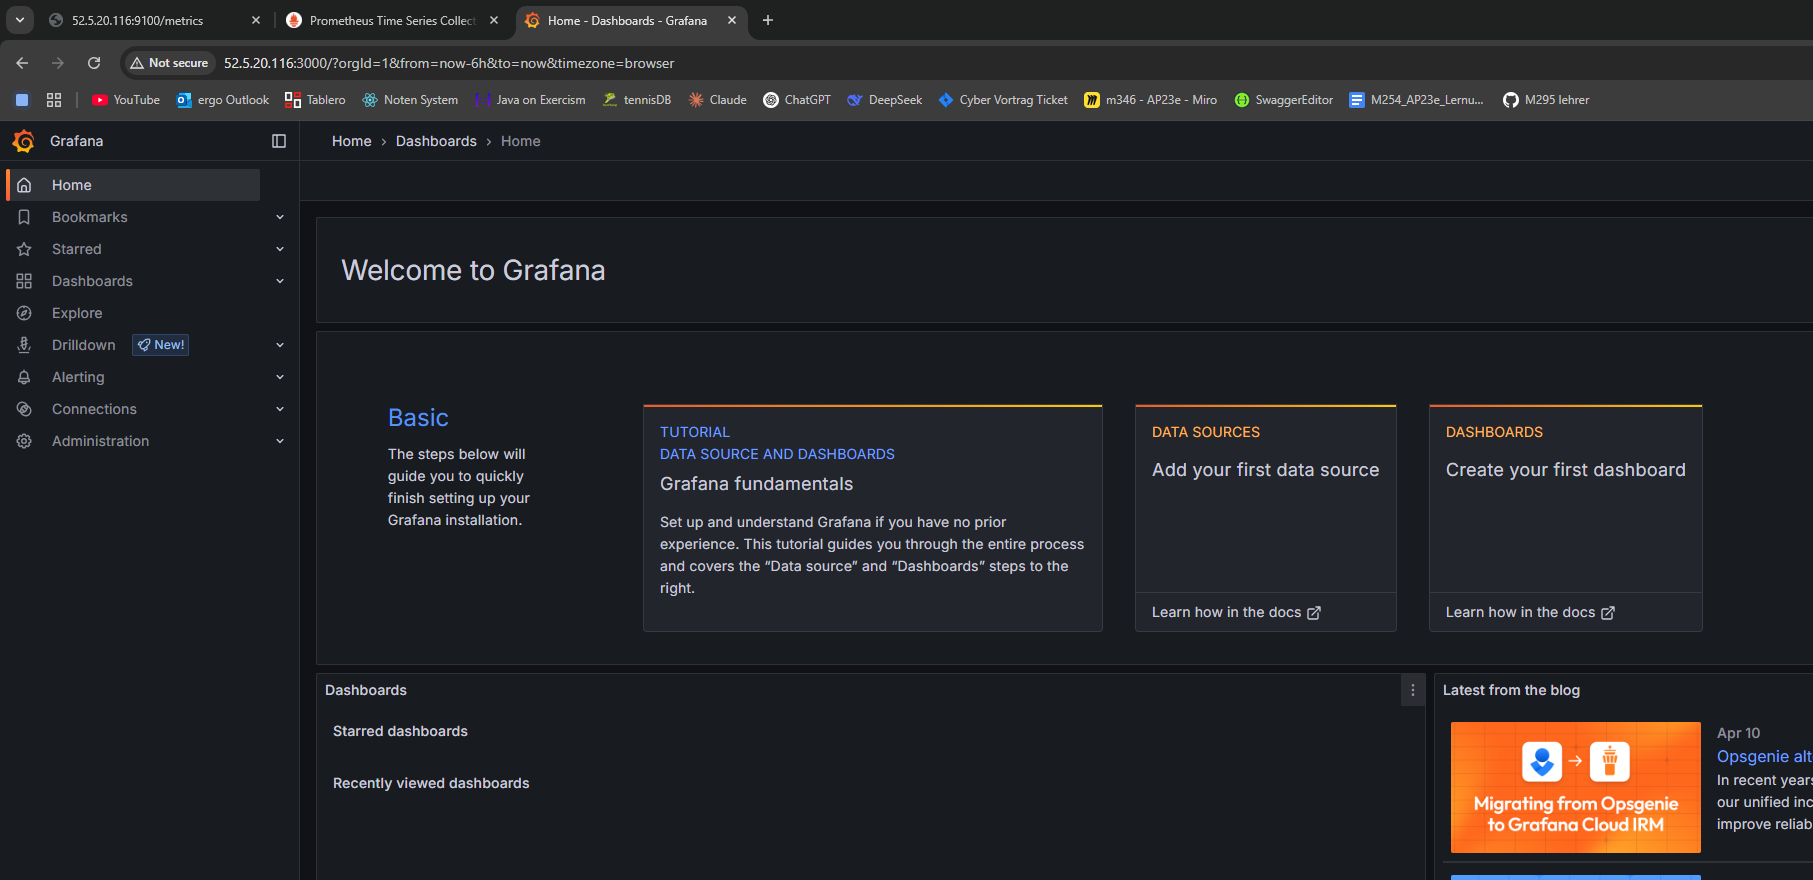 52.5.20.116:9100/metrics
Prometheus Time Series Collect
Home - Dashboards - Grafana
Not secure
52.5.20.116:3000/?orgId=1&from=now-6h&to=now&timezone=browser
YouTube
ergo Outlook
Tablero
Noten System
Java on Exercism
tennisDB
Claude
ChatGPT
DeepSeek
Cyber Vortrag Ticket
m346 - AP23e - Miro
SwaggerEditor
M254_AP23e_Lernu...
M295 lehrer
Grafana
Home › Dashboards › Home
Home
Bookmarks
Starred
Dashboards
Explore
Drilldown New!
Alerting
Connections
Administration
Welcome to Grafana
Basic
The steps below will
guide you to quickly
finish setting up your
Grafana installation.
TUTORIAL
DATA SOURCE AND DASHBOARDS
Grafana fundamentals
Set up and understand Grafana if you have no prior
experience. This tutorial guides you through the entire process
and covers the “Data source” and “Dashboards” steps to the
right.
DATA SOURCES
Add your first data source
Learn how in the docs
DASHBOARDS
Create your first dashboard
Learn how in the docs
Dashboards
Starred dashboards
Recently viewed dashboards
Latest from the blog
Migrating from Opsgenie
to Grafana Cloud IRM
Apr 10
Opsgenie alt
In recent years
our unified inc
improve reliab